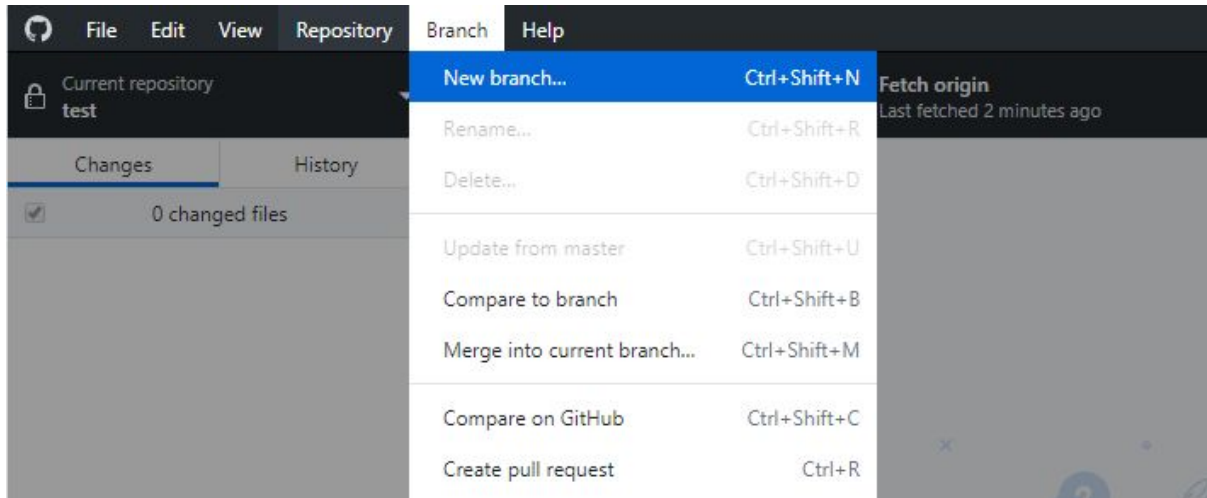 File Edit View Repository Branch Help
Current repository
test
Fetch origin
Last fetched 2 minutes ago
Changes History
0 changed files
New branch... Ctrl+Shift+N
Rename... Ctrl+Shift+R
Delete... Ctrl+Shift+D
Update from master Ctrl+Shift+U
Compare to branch Ctrl+Shift+B
Merge into current branch... Ctrl+Shift+M
Compare on GitHub Ctrl+Shift+C
Create pull request Ctrl+R